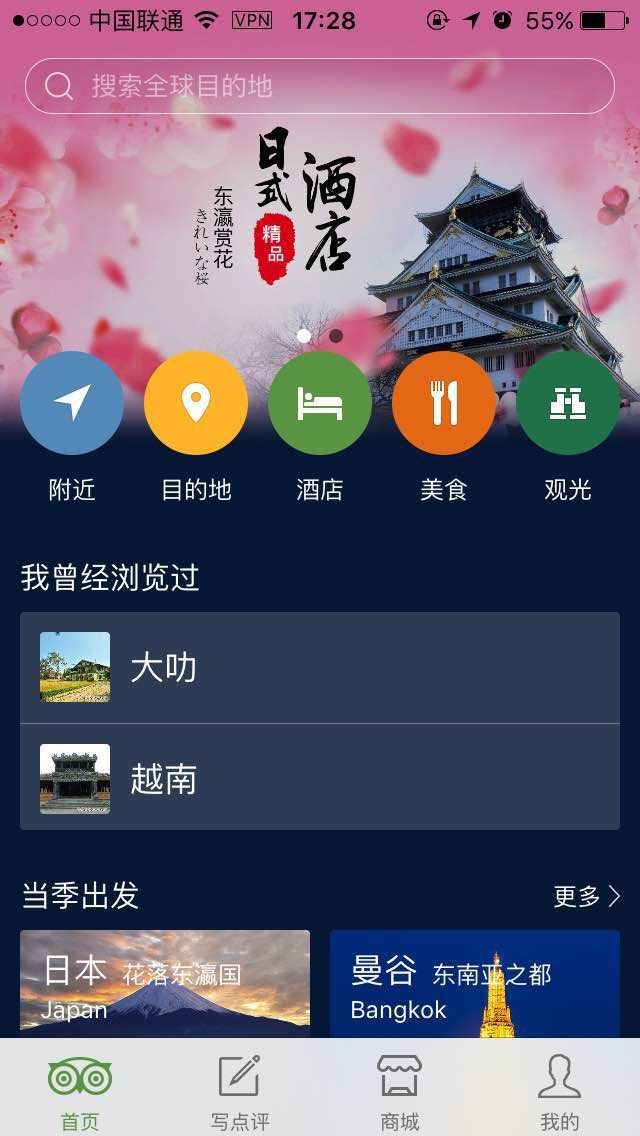 中国联通 VPN 17:28 55%
搜索全球目的地
日式
酒店
精品
东瀛赏花
きれいな桜
附近 目的地 酒店 美食 观光
我曾经浏览过
大叻
越南
当季出发 更多
日本 花落东瀛国
Japan
曼谷 东南亚之都
Bangkok
首页 写点评 商城 我的